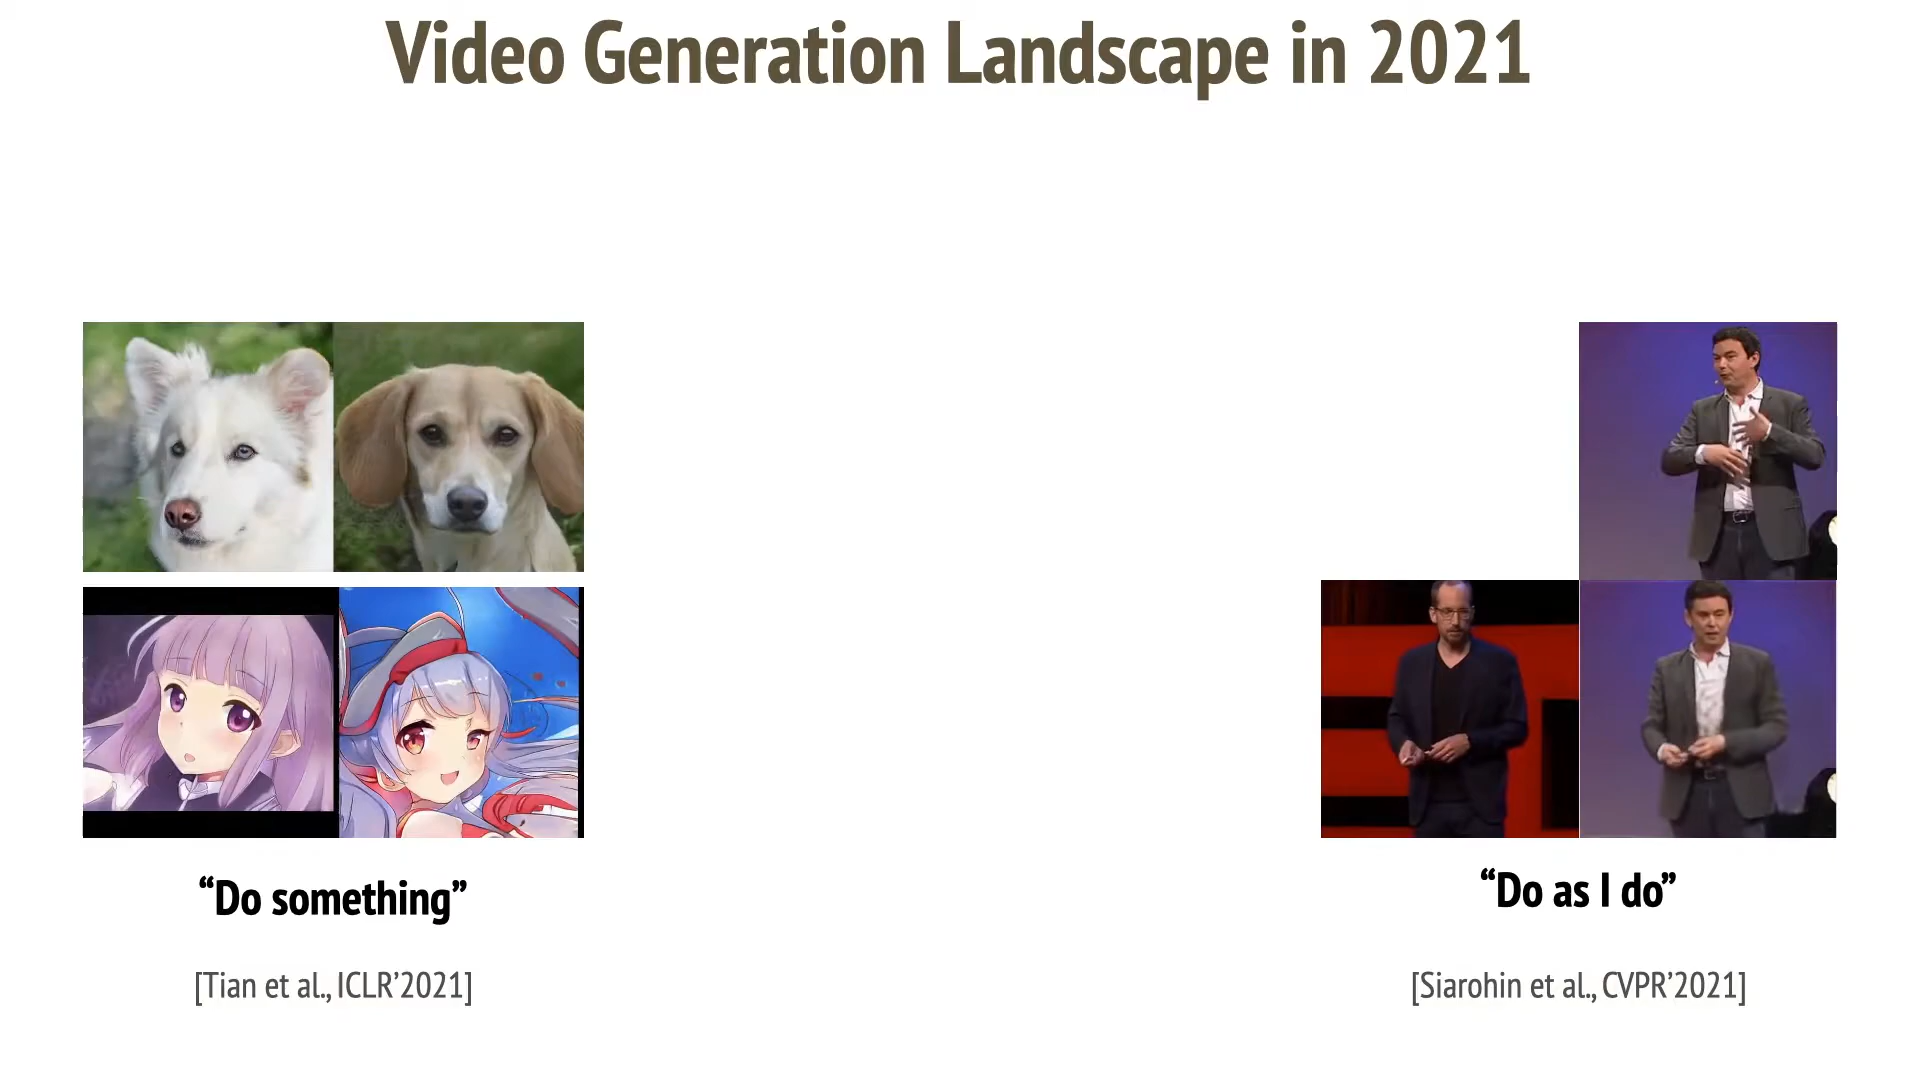 Video Generation Landscape in 2021
“Do something”
[Tian et al., ICLR’2021]
“Do as I do”
[Siarohin et al., CVPR’2021]